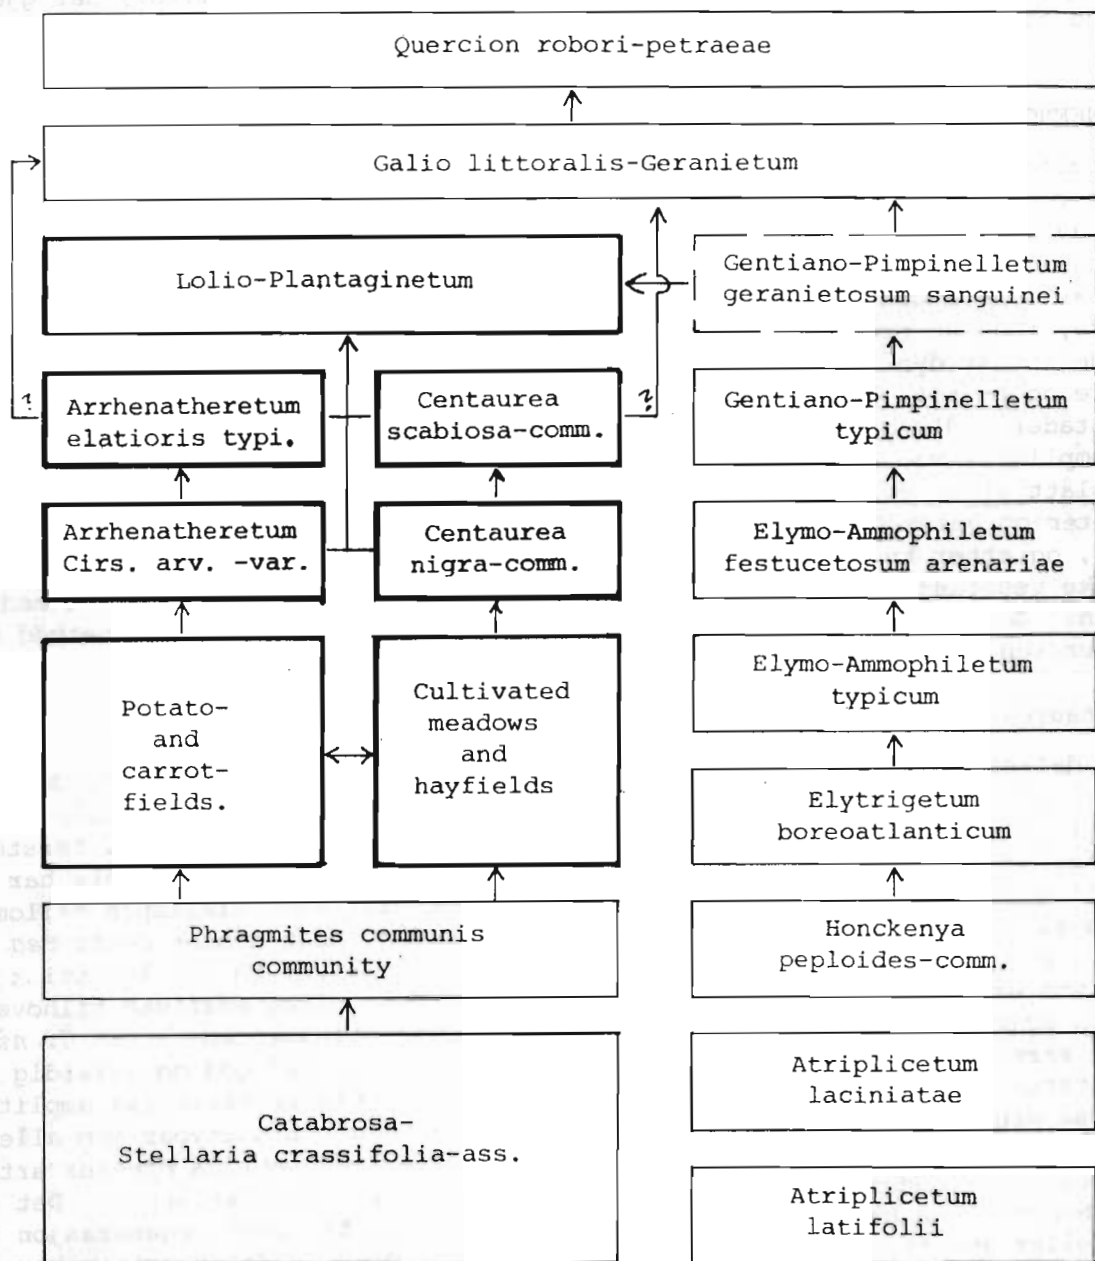 Quercion robori-petraeae
Galio littoralis-Geranietum
Lolio-Plantaginetum
Gentiano-Pimpinelletum
geranietosum sanguinei
?
Arrhenatheretum
elatioris typi.
Centaurea
scabiosa-comm.
?
Gentiano-Pimpinelletum
typicum
Arrhenatheretum
Cirs. arv. -var.
Centaurea
nigra-comm.
Elymo-Ammophiletum
festucetosum arenariae
Potato-
and
carrot-
fields.
Cultivated
meadows
and
hayfields
Elymo-Ammophiletum
typicum
Elytrigetum
boreoatlanticum
Phragmites communis
community
Honckenya
peploides-comm.
Catabrosa-
Stellaria crassifolia-ass.
Atriplicetum
laciniatae
Atriplicetum
latifolii